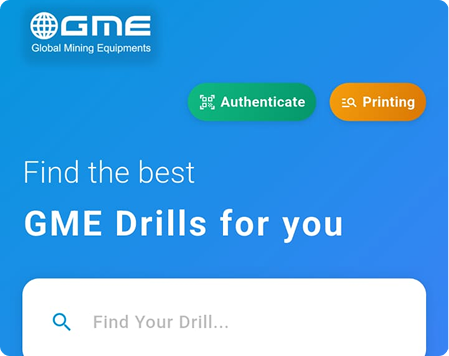 GME
Global Mining Equipments
Authenticate
Printing
Find the best
GME Drills for you
Find Your Drill...